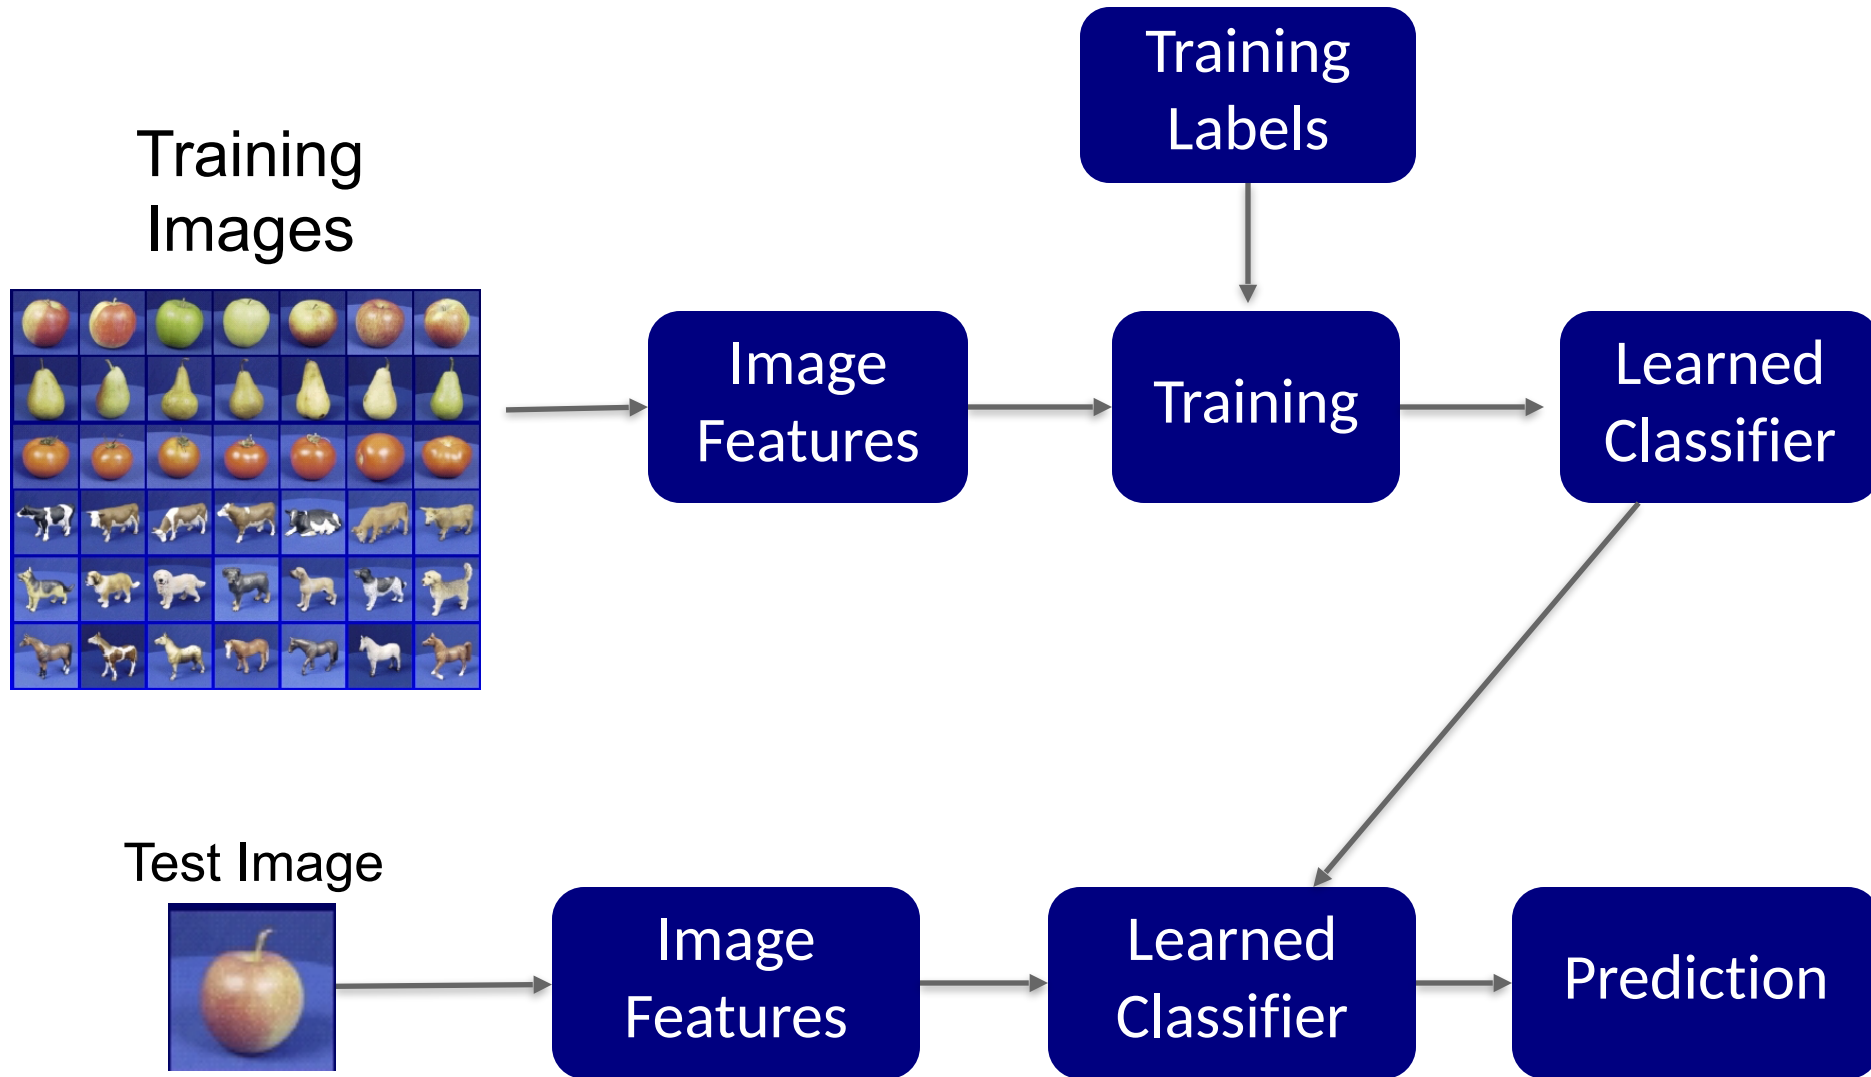 Training
Labels
Training
Images
Image
Features
Training
Learned
Classifier
Test Image
Image
Features
Learned
Classifier
Prediction